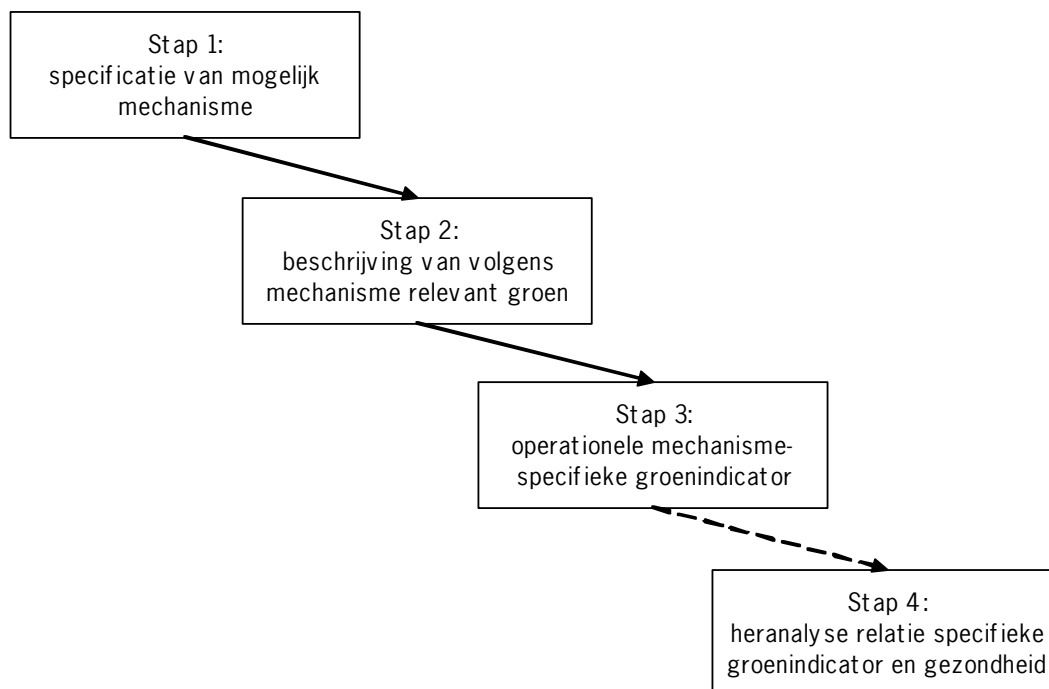 Stap 1:
specificatie van mogelijk
mechanisme
Stap 2:
beschrijving van volgens
mechanisme relevant groen
Stap 3:
operationele mechanisme-
specifieke groenindicator
Stap 4:
heranalyse relatie specifieke
groenindicator en gezondheid